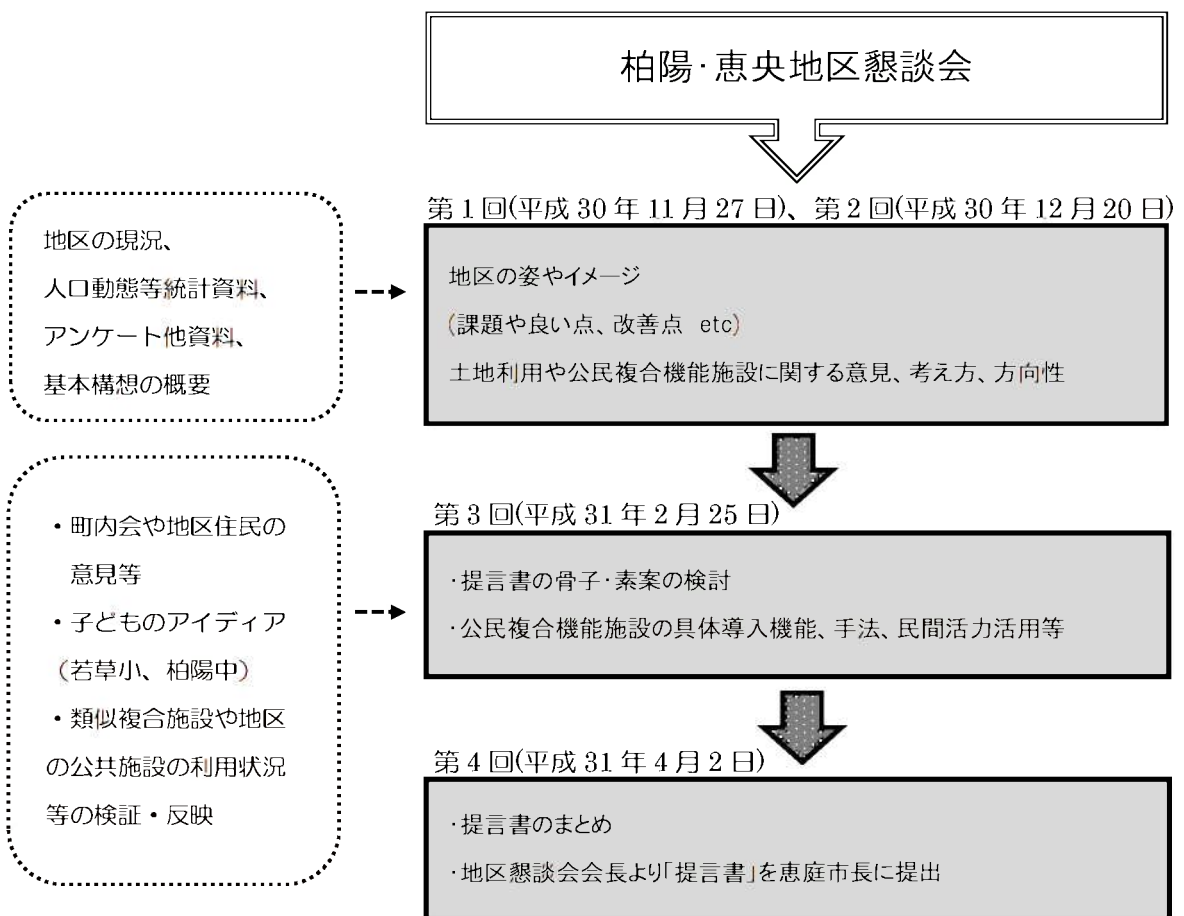 柏陽·恵央地区懇談会
第1回(平成30年11月27日)、第2回(平成30年12月20日)
地区の現況、
人口動態等統計資料、
アンケート他資料、
基本構想の概要
地区の姿やイメージ
(課題や良い点、改善点 etc)
土地利用や公民複合機能施設に関する意見、考え方、方向性
第3回(平成31年2月25日)
・町内会や地区住民の
意見等
・子どものアイディア
(若草小、柏陽中)
・類似複合施設や地区
の公共施設の利用状況
等の検証・反映
·提言書の骨子·素案の検討
·公民複合機能施設の具体導入機能、手法、民間活力活用等
第4回(平成31年4月2日)
·提言書のまとめ
·地区懇談会会長より「提言書」を恵庭市長に提出